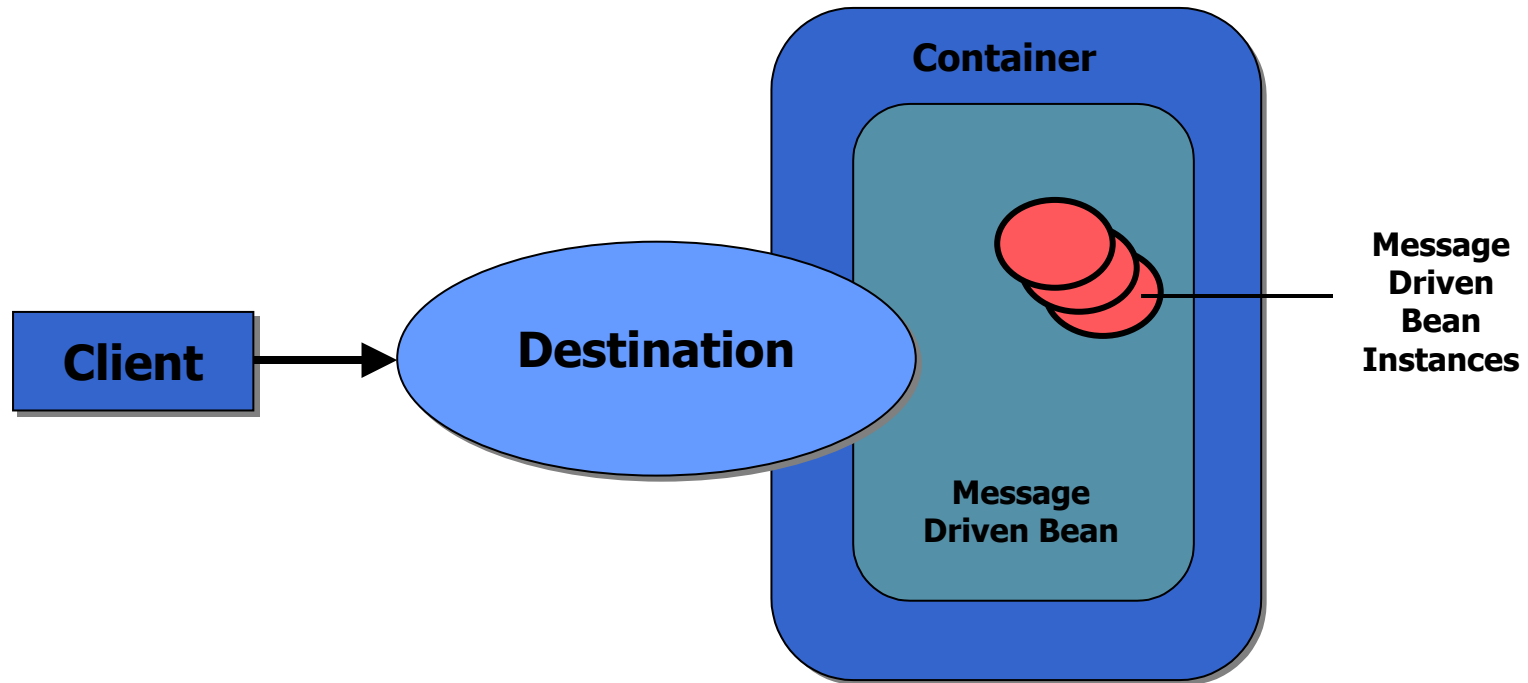 Container
Client
Destination
Message
Driven
Bean
Instances
Message
Driven Bean